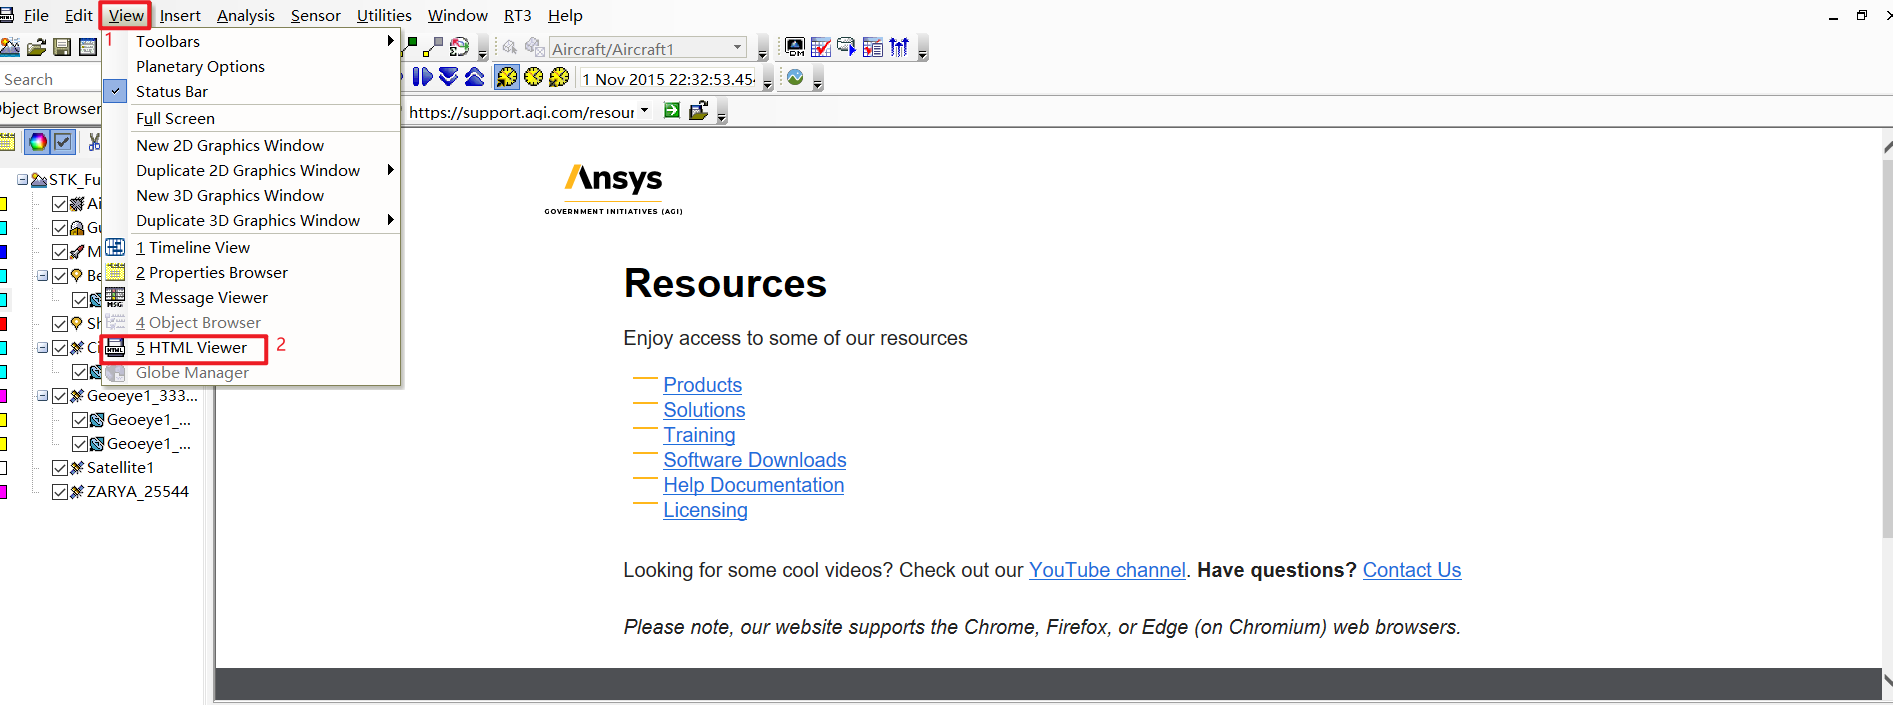 File Edit View Insert Analysis Sensor Utilities Window RT3 Help
1
Toolbars
Planetary Options
Status Bar
Full Screen
New 2D Graphics Window
Duplicate 2D Graphics Window
New 3D Graphics Window
Duplicate 3D Graphics Window
1 Timeline View
2 Properties Browser
MSG
3 Message Viewer
4 Object Browser
HTML
5 HTML Viewer
2
Globe Manager
Aircraft/Aircraft1
DM
Search
1 Nov 2015 22:32:53.454
bject Browser
https://support.agi.com/resour
STK_Fu
Ai
Gu
M
Be
Sh
Ci
Geoeye1_333...
Geoeye1_...
Geoeye1_...
Satellite1
ZARYA_25544
Ansys
GOVERNMENT INITIATIVES (AGI)
Resources
Enjoy access to some of our resources
Products
Solutions
Training
Software Downloads
Help Documentation
Licensing
Looking for some cool videos? Check out our YouTube channel. Have questions? Contact Us
Please note, our website supports the Chrome, Firefox, or Edge (on Chromium) web browsers.